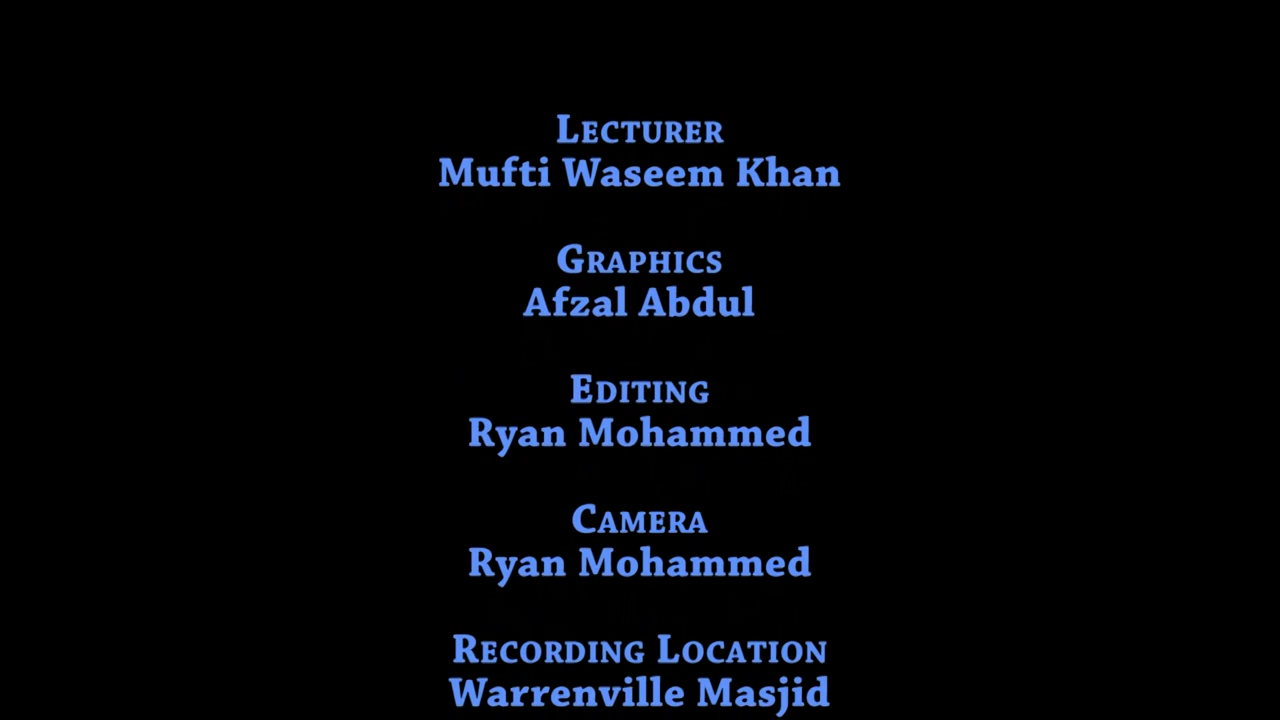 Lecturer
Mufti Waseem Khan
Graphics
Afzal Abdul
Editing
Ryan Mohammed
Camera
Ryan Mohammed
Recording Location
Warrenville Masjid